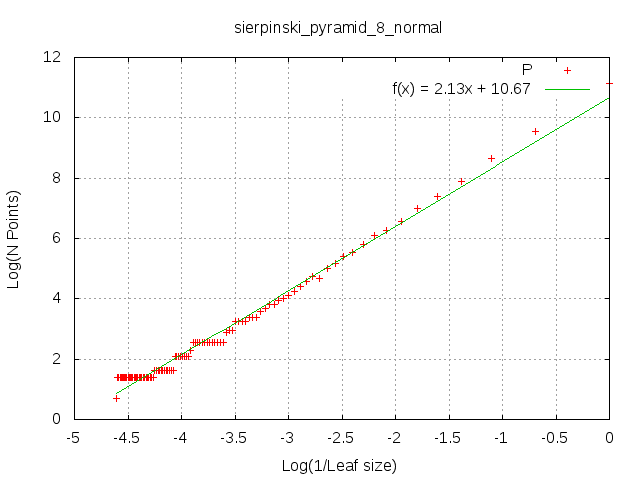 sierpinski_pyramid_8_normal
P
f(x) = 2.13x + 10.67
12
10
8
6
4
2
0
Log(N Points)
-5 -4.5 -4 -3.5 -3 -2.5 -2 -1.5 -1 -0.5 0
Log(1/Leaf size)